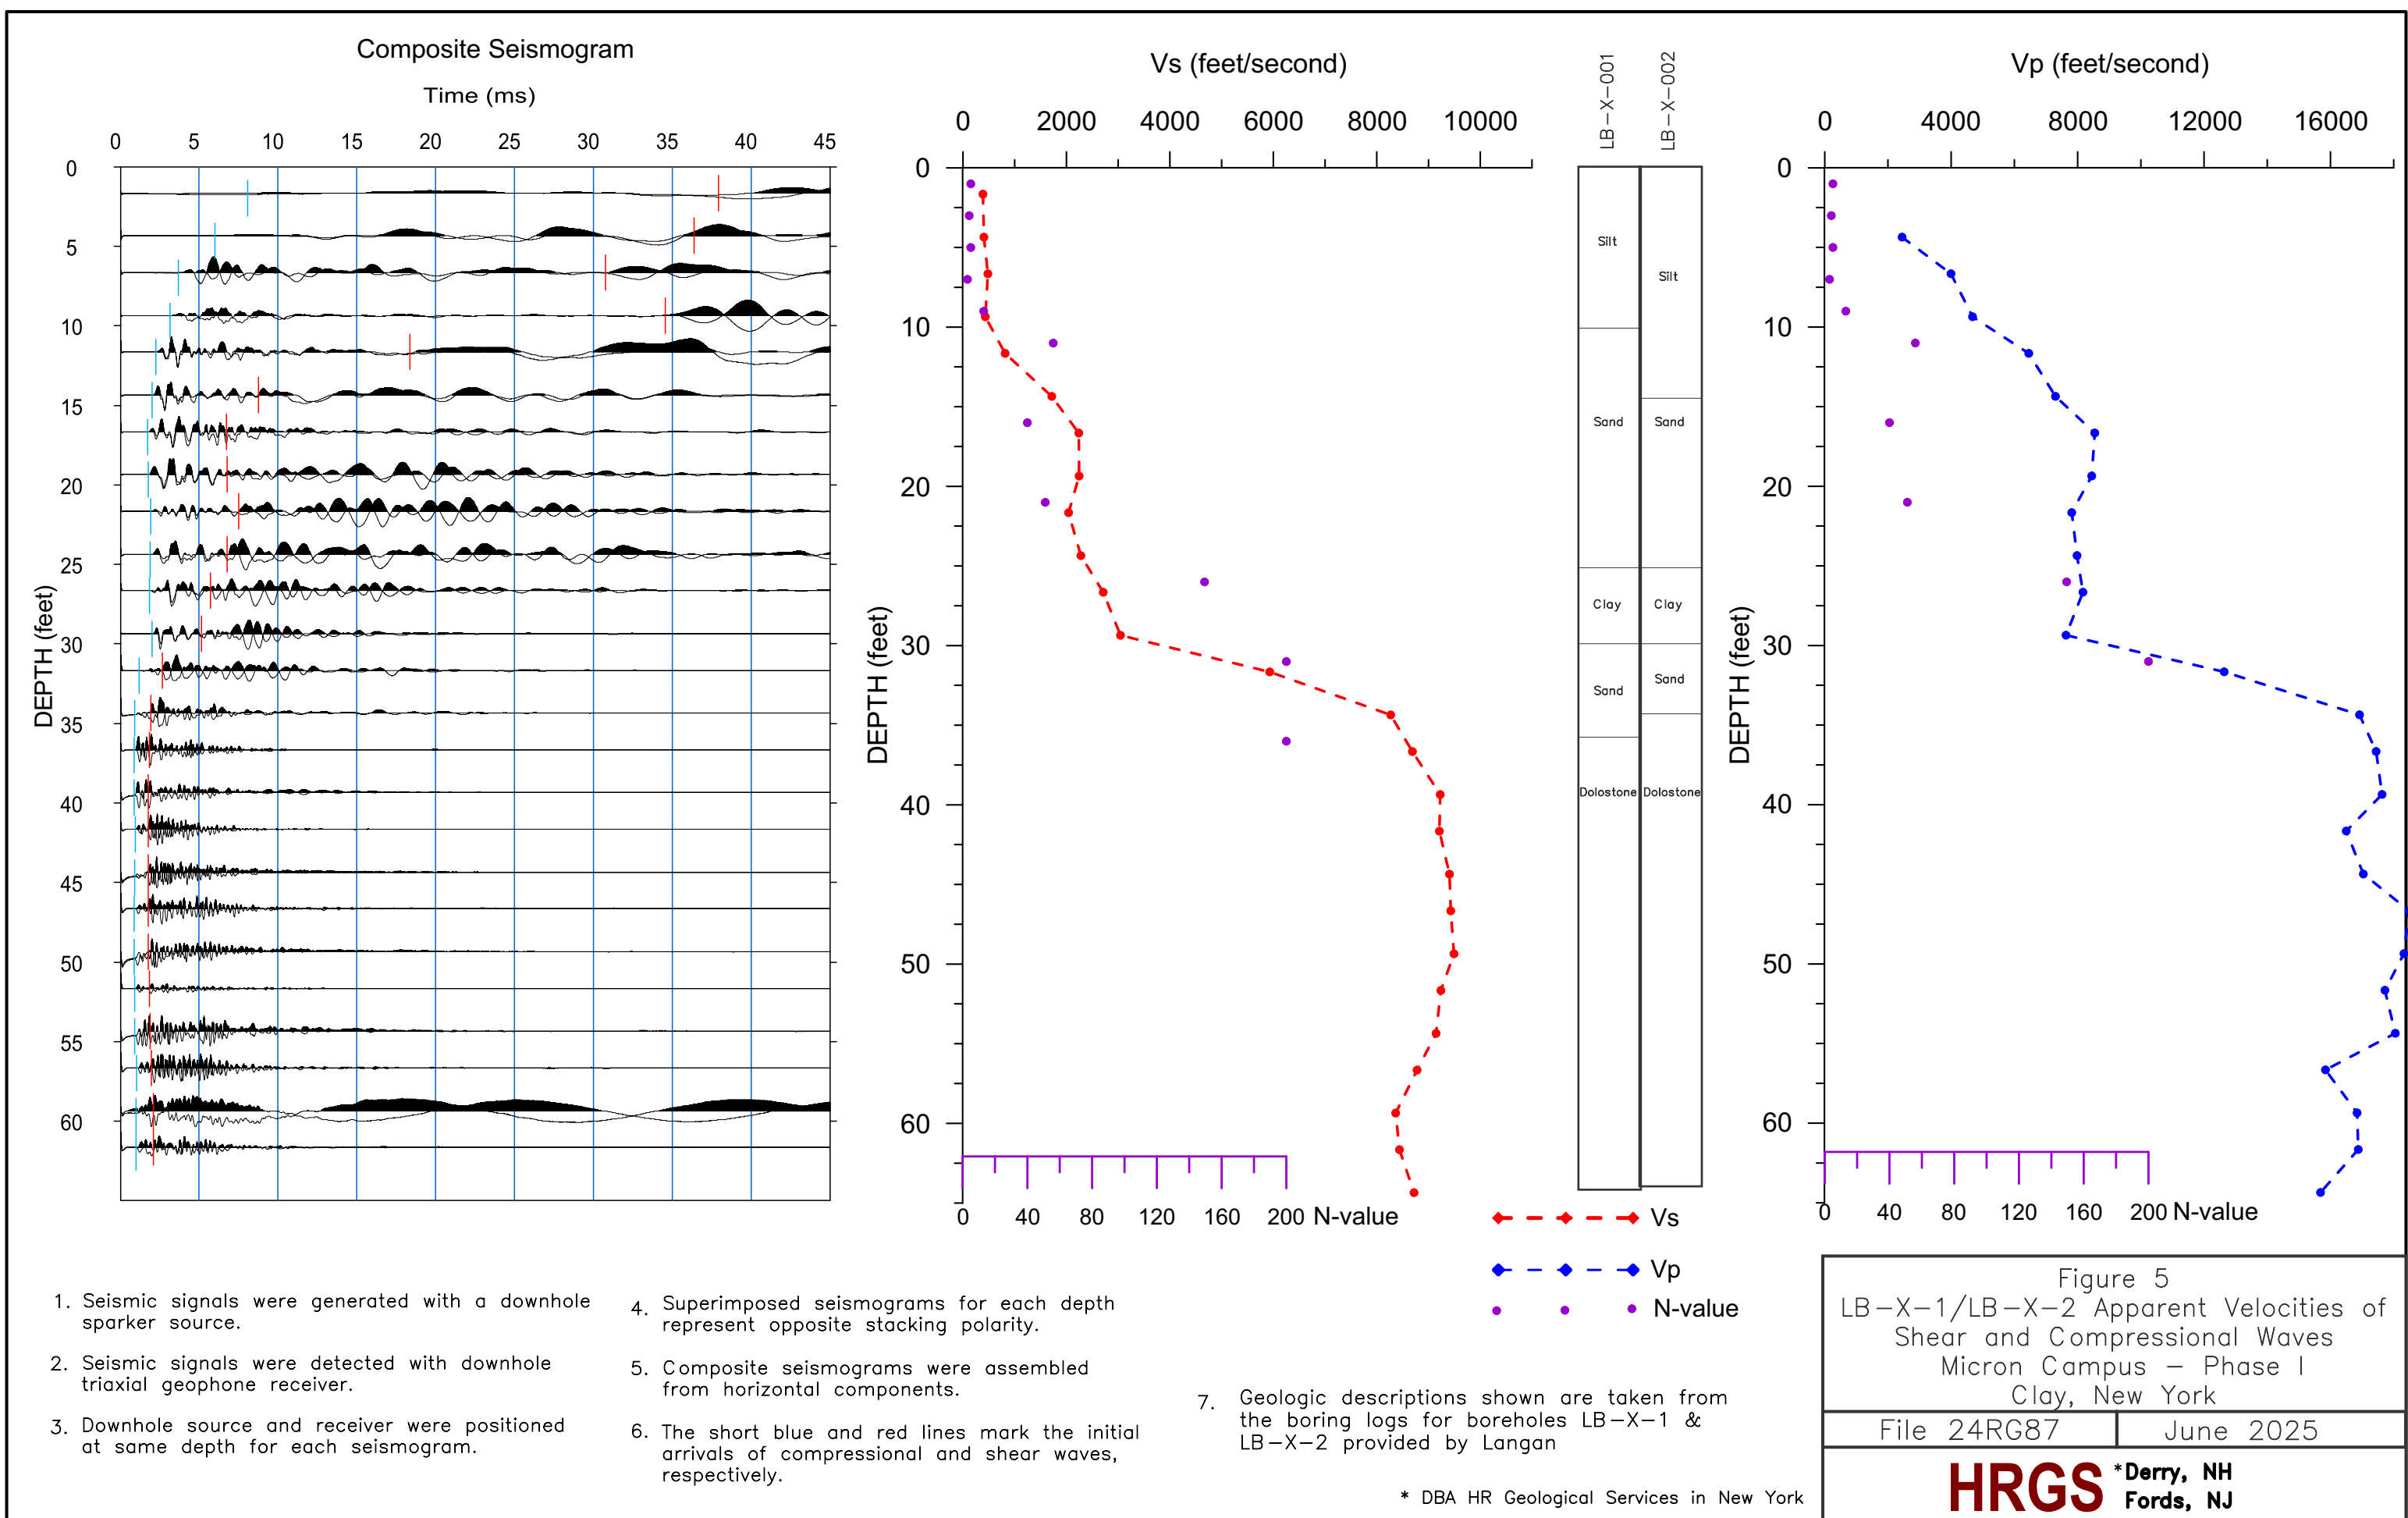 Composite Seismogram
Time (ms)
0 5 10 15 20 25 30 35 40 45
DEPTH (feet)
0
5
10
15
20
25
30
35
40
45
50
55
60
Vs (feet/second)
0 2000 4000 6000 8000 10000
DEPTH (feet)
0
10
20
30
40
50
60
0 40 80 120 160 200 N-value
LB-X-001
Silt
Sand
Clay
Sand
Dolostone
LB-X-002
Silt
Sand
Clay
Sand
Dolostone
Vp (feet/second)
0 4000 8000 12000 16000
DEPTH (feet)
0
10
20
30
40
50
60
0 40 80 120 160 200 N-value
Vs
Vp
N-value
1. Seismic signals were generated with a downhole
sparker source.
2. Seismic signals were detected with downhole
triaxial geophone receiver.
3. Downhole source and receiver were positioned
at same depth for each seismogram.
4. Superimposed seismograms for each depth
represent opposite stacking polarity.
5. Composite seismograms were assembled
from horizontal components.
6. The short blue and red lines mark the initial
arrivals of compressional and shear waves,
respectively.
7. Geologic descriptions shown are taken from
the boring logs for boreholes LB-X-1 &
LB-X-2 provided by Langan
* DBA HR Geological Services in New York
Figure 5
LB-X-1/LB-X-2 Apparent Velocities of
Shear and Compressional Waves
Micron Campus - Phase I
Clay, New York
File 24RG87
June 2025
HRGS
*Derry, NH
Fords, NJ